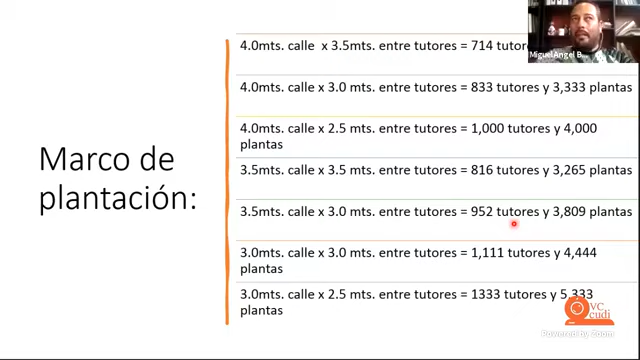 4.0mts. calle x 3.5mts. entre tutores = 714
Miguel Angel B...
4.0mts. calle x 3.0 mts. entre tutores = 833 tutores y 3,333 plantas
4.0mts. calle x 2.5 mts. entre tutores = 1,000 tutores y 4,000
plantas
Marco de
plantación:
3.5mts. calle x 3.5 mts. entre tutores = 816 tutores y 3,265 plantas
3.5mts. calle x 3.0 mts. entre tutores = 952 tutores y 3,809 plantas
3.0mts. calle x 3.0 mts. entre tutores = 1,111 tutores y 4,444
plantas
3.0mts. calle x 2.5 mts. entre tutores = 1333 tutores y 5,333
plantas
VC
cudi
Powered by Zoom